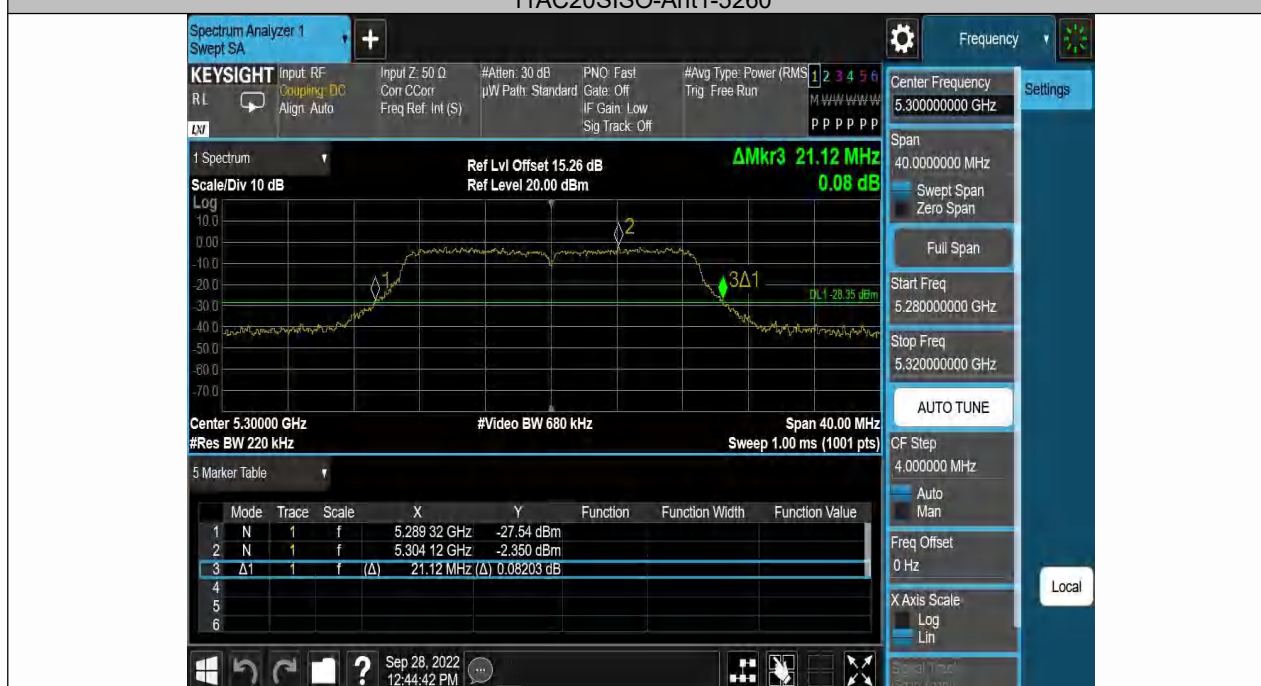 11AC20SISO-Ant1-5260
Spectrum Analyzer 1
Swept SA
Frequency
KEYSIGHT
RL
LXI
Input: RF
Coupling: DC
Align: Auto
Input Z: 50 Ω
Corr CCorr
Freq Ref: Int (S)
#Atten: 30 dB
µW Path: Standard
PNO: Fast
Gate: Off
IF Gain: Low
Sig Track: Off
#Avg Type: Power (RMS
Trig: Free Run
1 2 3 4 5 6
M W W W W W
P P P P P P
Center Frequency
5.300000000 GHz
Settings
Span
40.0000000 MHz
Swept Span
Zero Span
Full Span
Start Freq
5.280000000 GHz
Stop Freq
5.320000000 GHz
AUTO TUNE
CF Step
4.000000 MHz
Auto
Man
Freq Offset
0 Hz
X Axis Scale
Log
Lin
Local
1 Spectrum
Scale/Div 10 dB
Ref Lvl Offset 15.26 dB
Ref Level 20.00 dBm
ΔMkr3 21.12 MHz
0.08 dB
Log
10.0
0.00
-10.0
-20.0
-30.0
-40.0
-50.0
-60.0
-70.0
1
2
3Δ1
DL1 -28.35 dBm
Center 5.30000 GHz
#Video BW 680 kHz
Span 40.00 MHz
#Res BW 220 kHz
Sweep 1.00 ms (1001 pts)
5 Marker Table
Mode Trace Scale X Y Function Function Width Function Value
1 N 1 f 5.289 32 GHz -27.54 dBm
2 N 1 f 5.304 12 GHz -2.350 dBm
3 Δ1 1 f (Δ) 21.12 MHz (Δ) 0.08203 dB
4
5
6
?
Sep 28, 2022
12:44:42 PM